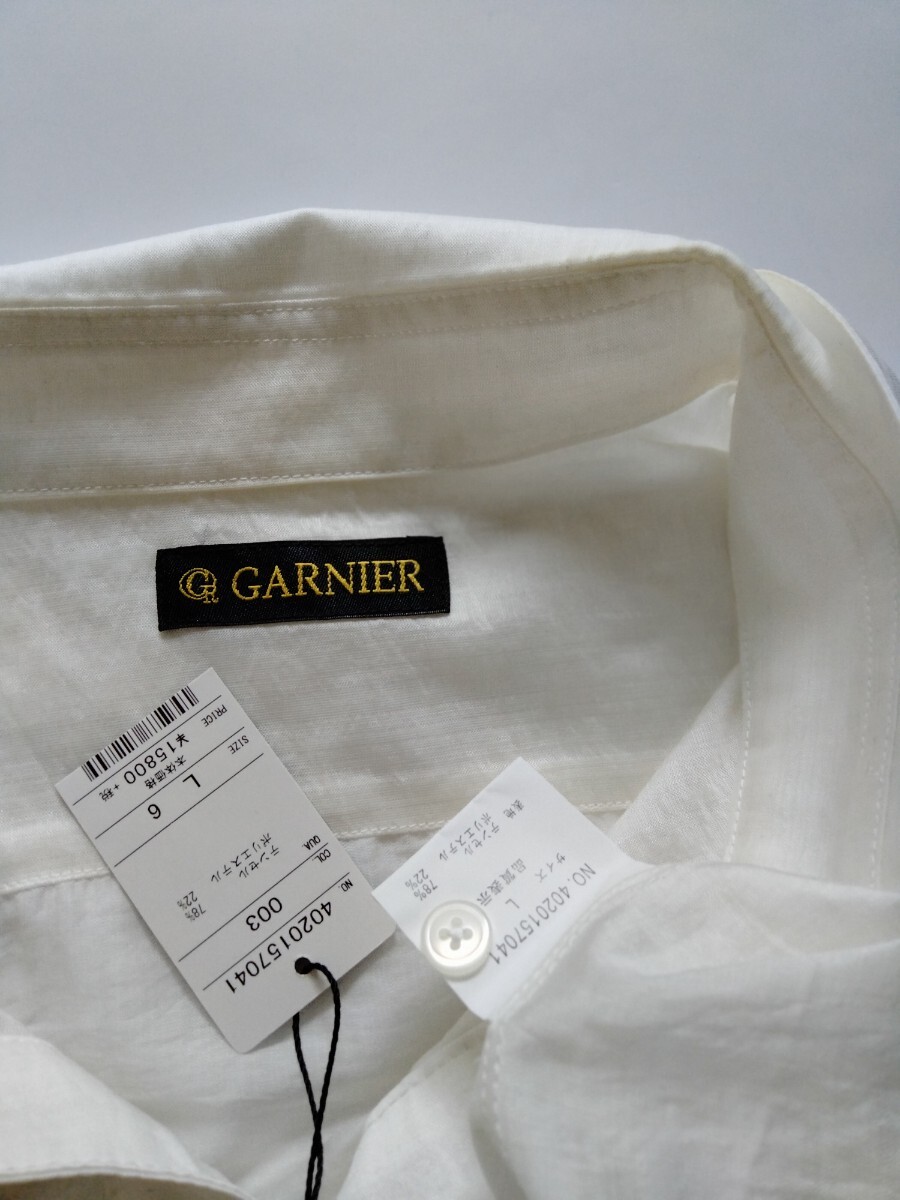 GR GARNIER
NO. 4020157041
COL. 003
QUA
テンセル 78%
ポリエステル 22%
SIZE L 6
PRICE 本体価格
¥15800 +税
NO.4020157041
品質表示
サイズ L
表地 テンセル 78%
ポリエステル 22%